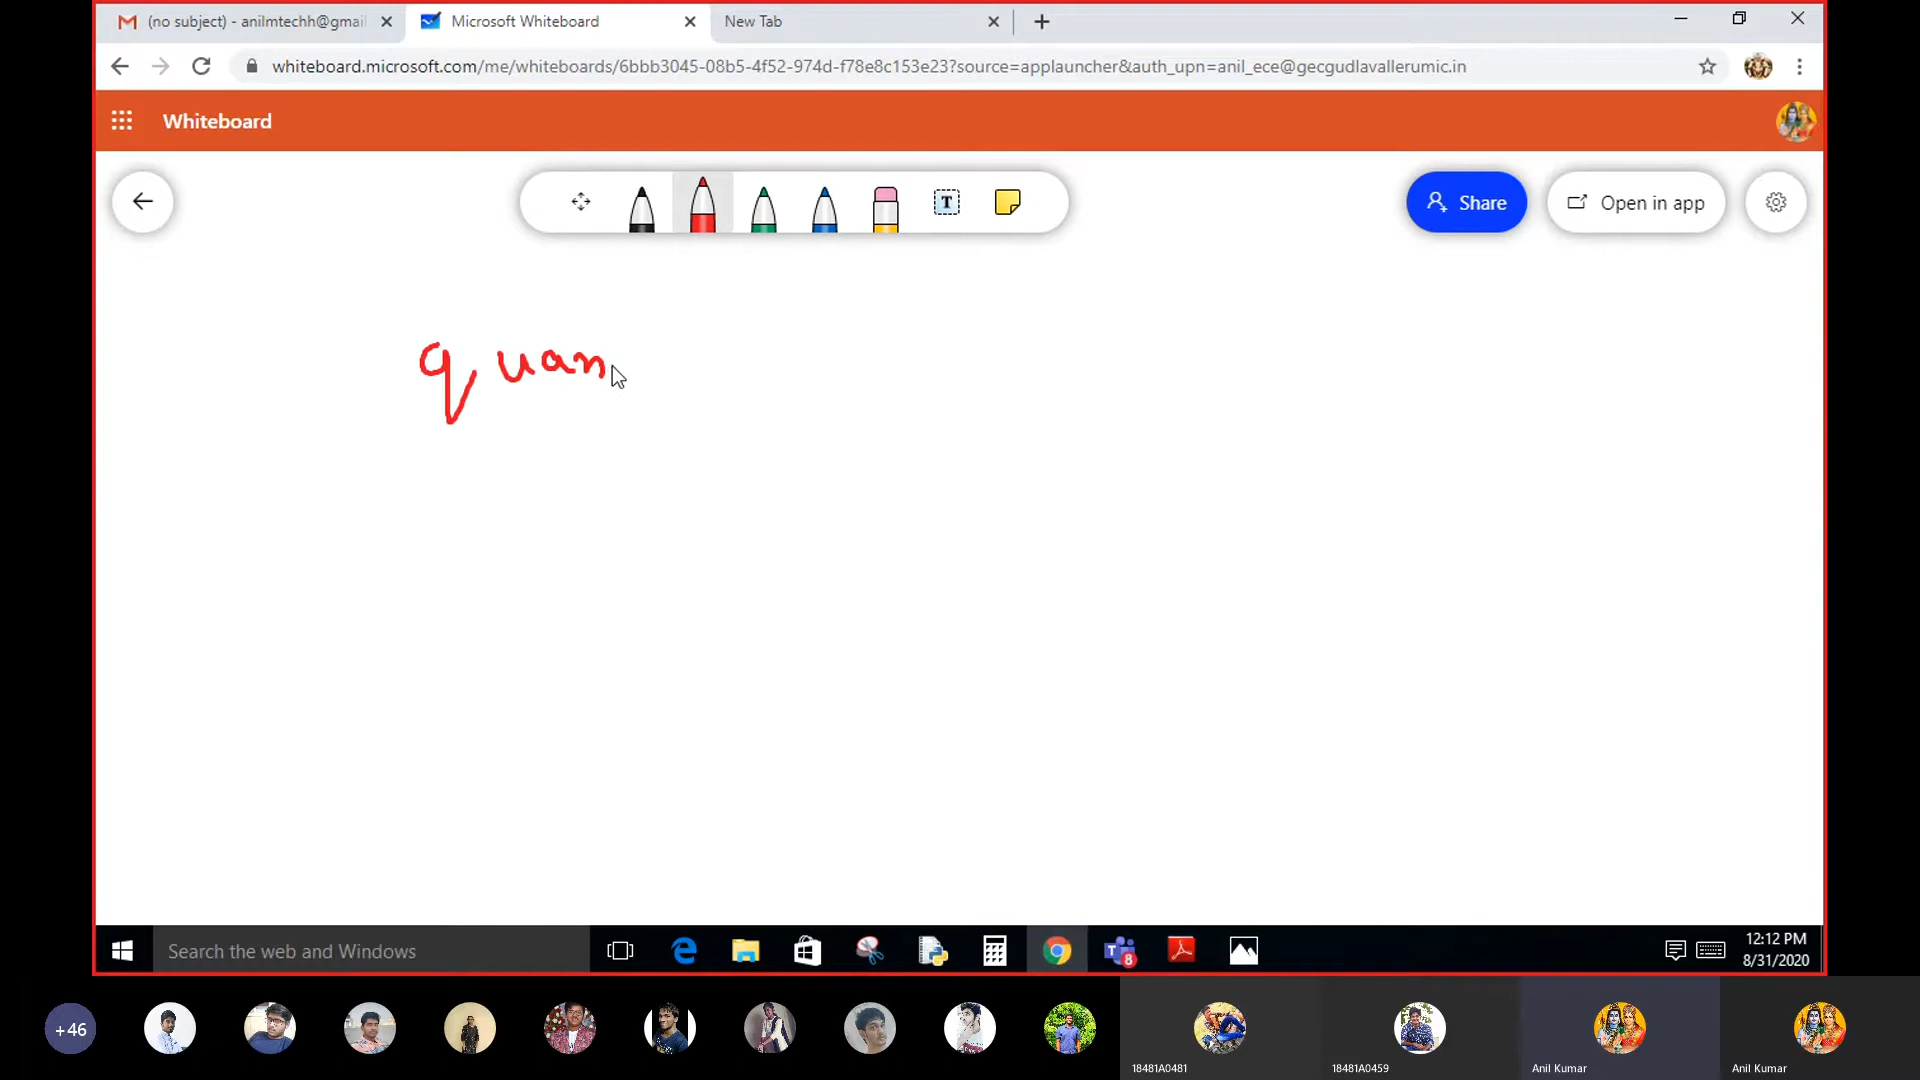 (no subject) - anilmtechh@gmail
Microsoft Whiteboard
New Tab
whiteboard.microsoft.com/me/whiteboards/6bbb3045-08b5-4f52-974d-f78e8c153e23?source=applauncher&auth_upn=anil_ece@gecgudlavallerumic.in
Whiteboard
T
Share
Open in app
quan
Search the web and Windows
8
12:12 PM
8/31/2020
+46
18481A0481
18481A0459
Anil Kumar
Anil Kumar